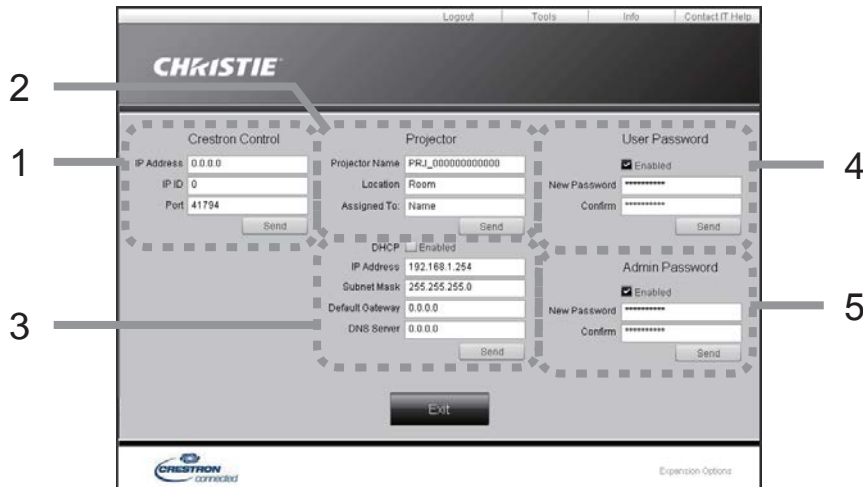 Logout Tools Info Contact IT Help
CHRISTIE
2
1
Crestron Control
IP Address 0.0.0.0
IP ID 0
Port 41794
Send
Projector
Projector Name PRJ_000000000000
Location Room
Assigned To: Name
Send
User Password
Enabled
New Password **********
Confirm **********
Send
4
3
DHCP Enabled
IP Address 192.168.1.254
Subnet Mask 255.255.255.0
Default Gateway 0.0.0.0
DNS Server 0.0.0.0
Send
Admin Password
Enabled
New Password **********
Confirm **********
Send
5
Exit
CRESTRON
connected
Expansion Options